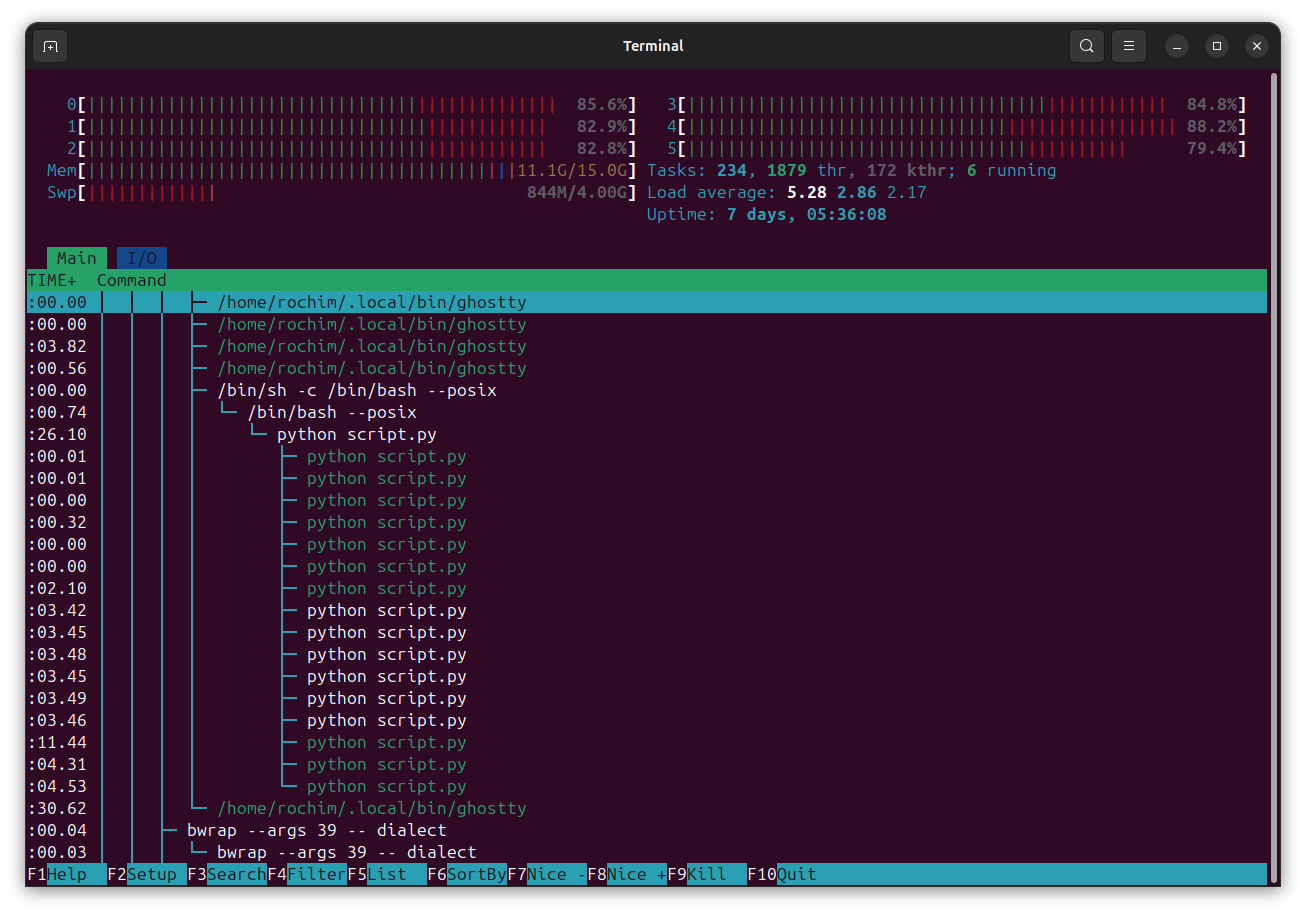 Terminal
0[ 85.6%] 3[ 84.8%]
1[ 82.9%] 4[ 88.2%]
2[ 82.8%] 5[ 79.4%]
Mem[ 11.1G/15.0G] Tasks: 234, 1879 thr, 172 kthr; 6 running
Swp[ 844M/4.00G] Load average: 5.28 2.86 2.17
Uptime: 7 days, 05:36:08
Main I/O
TIME+ Command
:00.00 /home/rochim/.local/bin/ghostty
:00.00 /home/rochim/.local/bin/ghostty
:03.82 /home/rochim/.local/bin/ghostty
:00.56 /home/rochim/.local/bin/ghostty
:00.00 /bin/sh -c /bin/bash --posix
:00.74 /bin/bash --posix
:26.10 python script.py
:00.01 python script.py
:00.01 python script.py
:00.00 python script.py
:00.32 python script.py
:00.00 python script.py
:00.00 python script.py
:02.10 python script.py
:03.42 python script.py
:03.45 python script.py
:03.48 python script.py
:03.45 python script.py
:03.49 python script.py
:03.46 python script.py
:11.44 python script.py
:04.31 python script.py
:04.53 python script.py
:30.62 /home/rochim/.local/bin/ghostty
:00.04 bwrap --args 39 -- dialect
:00.03 bwrap --args 39 -- dialect
F1Help F2Setup F3SearchF4FilterF5List F6SortByF7Nice -F8Nice +F9Kill F10Quit